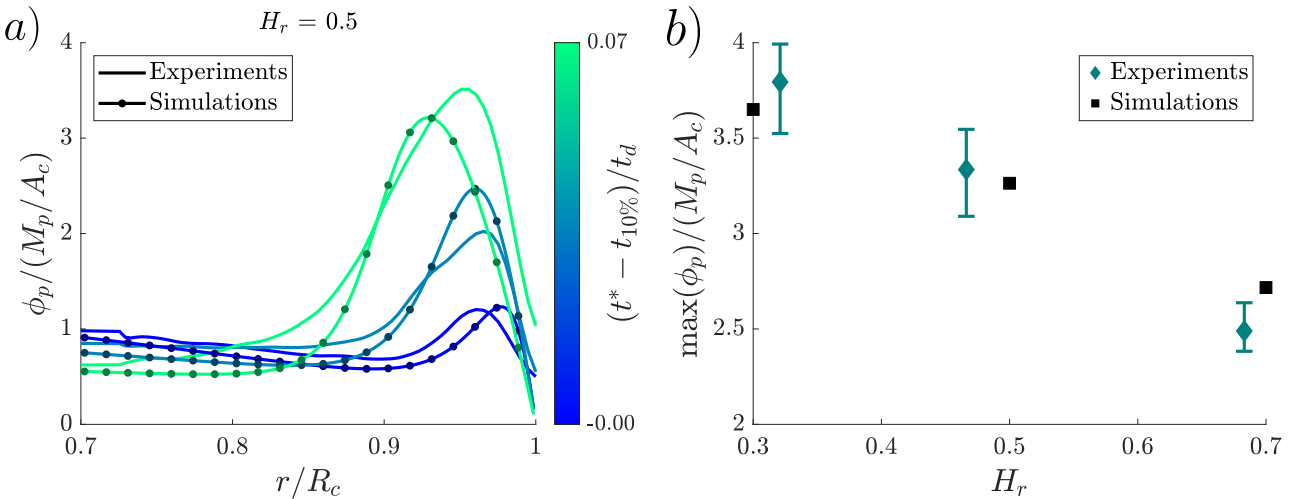 a)
H_r = 0.5
Experiments
Simulations
4
3
2
1
0
0.7
0.8
0.9
1
r/R_c
ϕ_p/(M_p/A_c)
0.07
-0.00
(t* − t_{10%})/t_d
b)
Experiments
Simulations
4
3.5
3
2.5
2
0.3
0.4
0.5
0.6
0.7
H_r
max(ϕ_p)/(M_p/A_c)